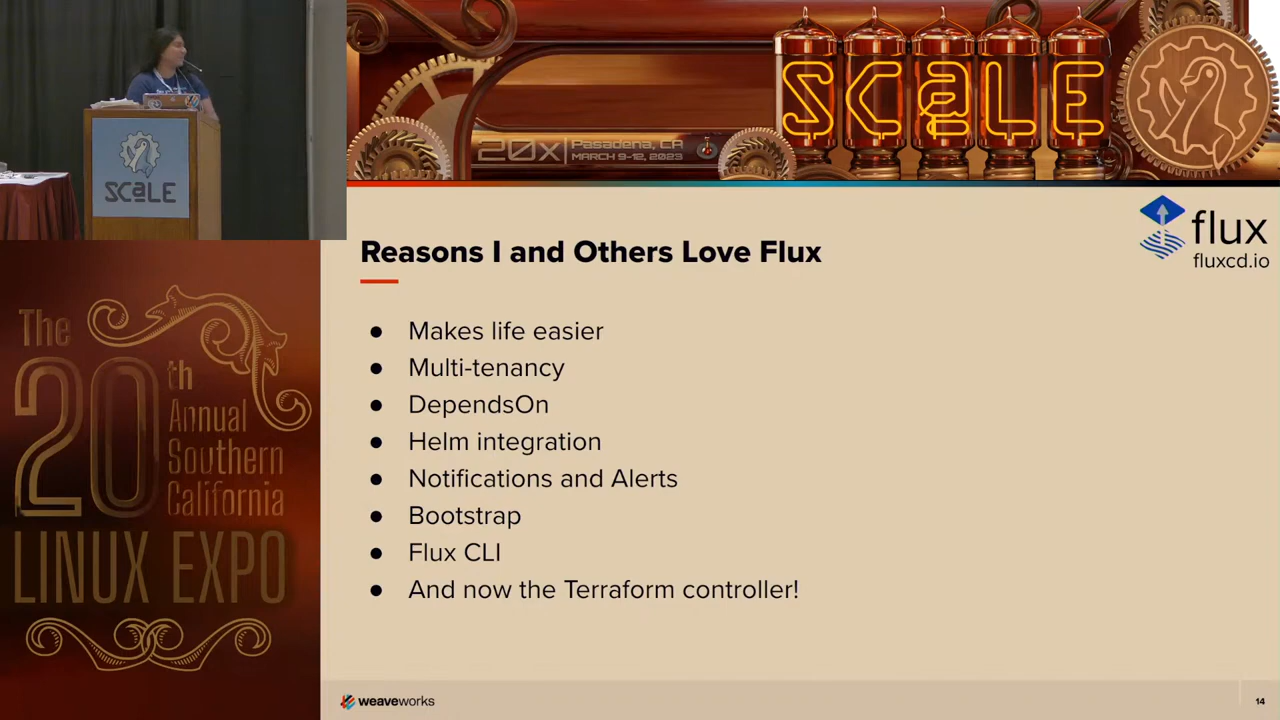 SCaLE
20x
Pasadena, CA
MARCH 9-12, 2023
SCaLE
flux
fluxcd.io
Reasons I and Others Love Flux
● Makes life easier
● Multi-tenancy
● DependsOn
● Helm integration
● Notifications and Alerts
● Bootstrap
● Flux CLI
● And now the Terraform controller!
The
20th
Annual
Southern
California
LINUX EXPO
weaveworks
14